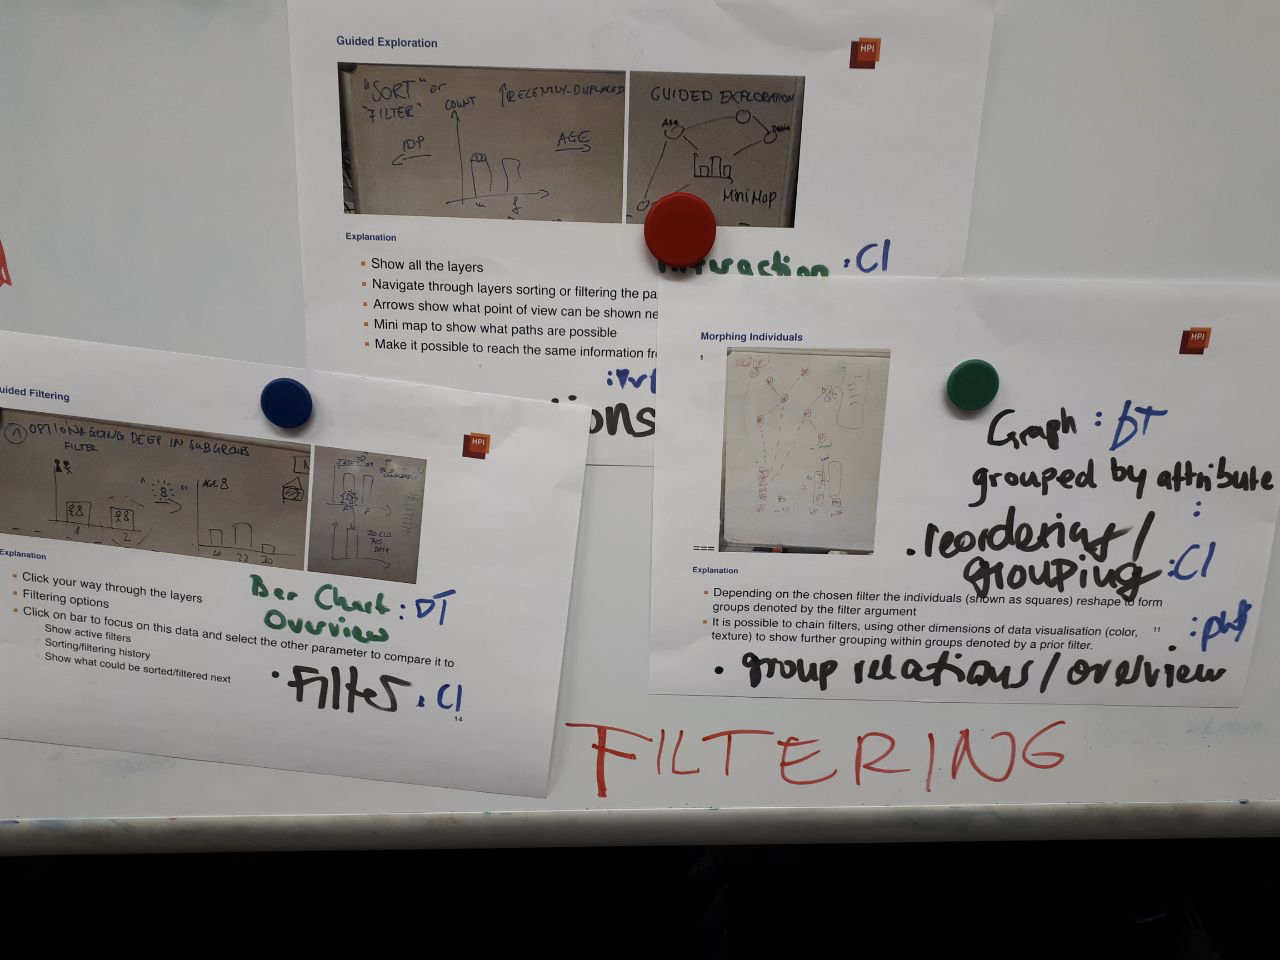 Guided Exploration
HPI
"SORT" or
"FILTER"
COUNT
↑RECENTLY-DISPLACED
IDP
AGE
GUIDED EXPLORATION
Age
Mini Map
Explanation
Show all the layers
Navigate through layers sorting or filtering the pa
Arrows show what point of view can be shown ne
Mini map to show what paths are possible
Make it possible to reach the same information fr
: CI
ons
uided Filtering
HPI
1 OPTION GOING DEEP IN SUBGROUPS
FILTER
1
2
AGE
20
22
30
Explanation
Click your way through the layers
Filtering options
Click on bar to focus on this data and select the other parameter to compare it to
Show active filters
Sorting/filtering history
Show what could be sorted/filtered next
Bar Chart : DT
Overview
• Filter : CI
14
Morphing Individuals
HPI
1
===
Graph : DT
grouped by attribute
:
• reordering /
grouping : CI
Explanation
Depending on the chosen filter the individuals (shown as squares) reshape to form
groups denoted by the filter argument
It is possible to chain filters, using other dimensions of data visualisation (color,
texture) to show further grouping within groups denoted by a prior filter.
11
• group relations / overview
FILTERING